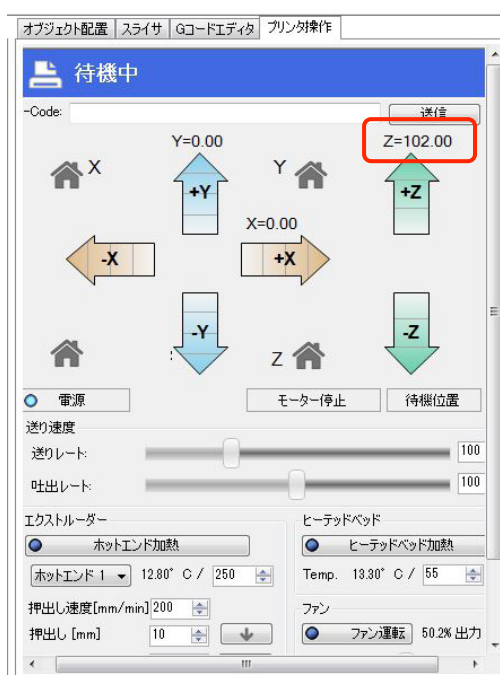 オブジェクト配置 スライサ Gコードエディタ プリンタ操作
待機中
-Code: 送信
Y=0.00 Z=102.00
X Y
+Y +Z
X=0.00
-X +X
-Y -Z
Z
電源 モーター停止 待機位置
送り速度
送りレート: 100
吐出レート: 100
エクストルーダー ヒーテッドベッド
ホットエンド加熱 ヒーテッドベッド加熱
ホットエンド 1 12.80° C / 250 Temp. 13.30° C / 55
押出し速度[mm/min] 200 ファン
押出し [mm] 10 ファン運転 50.2% 出力